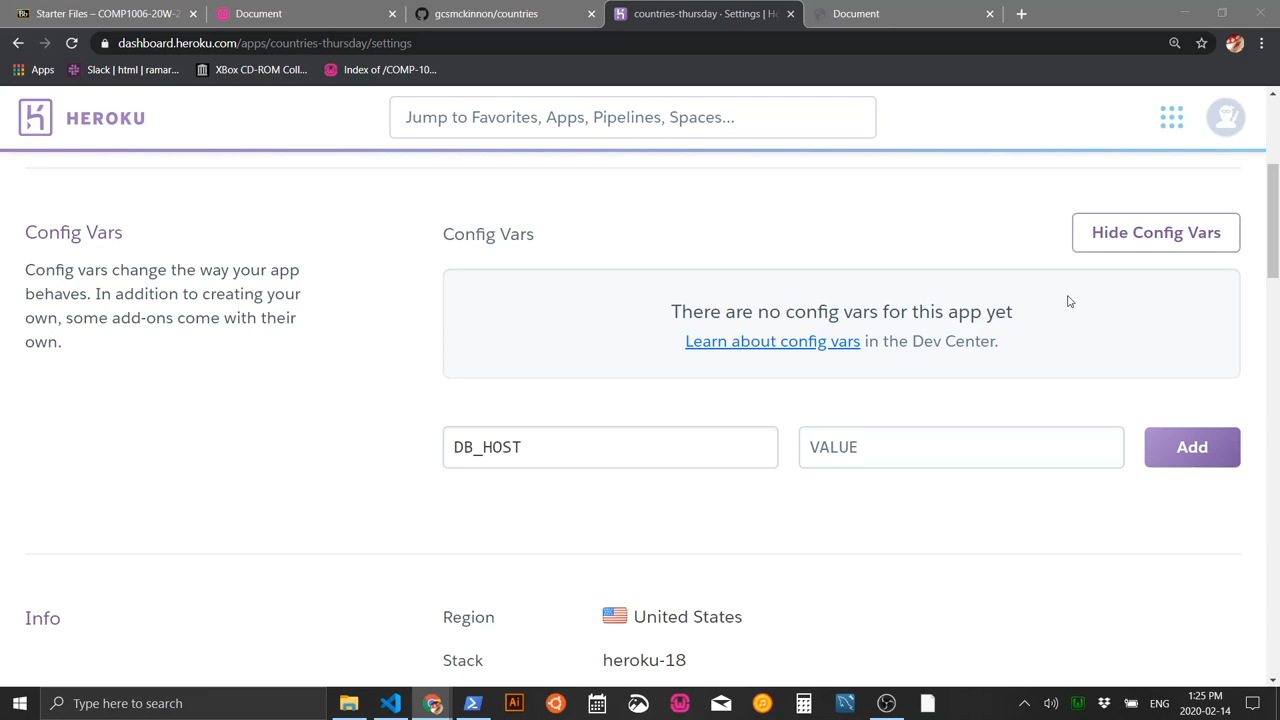 Starter Files – COMP1006-20W-2
Document
gcsmckinnon/countries
countries-thursday · Settings | H
Document
dashboard.heroku.com/apps/countries-thursday/settings
Apps
Slack | html | ramar...
XBox CD-ROM Coll...
Index of /COMP-10...
HEROKU
Jump to Favorites, Apps, Pipelines, Spaces...
Config Vars
Config vars change the way your app
behaves. In addition to creating your
own, some add-ons come with their
own.
Config Vars
Hide Config Vars
There are no config vars for this app yet
Learn about config vars in the Dev Center.
DB_HOST
VALUE
Add
Info
Region
United States
Stack
heroku-18
Type here to search
ENG
1:25 PM
2020-02-14